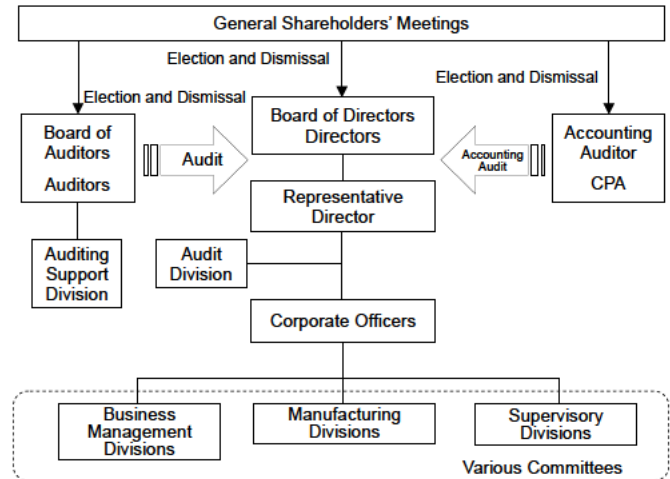 General Shareholders' Meetings
Election and Dismissal
Election and Dismissal
Election and Dismissal
Board of
Auditors
Auditors
Audit
Board of Directors
Directors
Accounting
Audit
Accounting
Auditor
CPA
Representative
Director
Auditing
Support
Division
Audit
Division
Corporate Officers
Business
Management
Divisions
Manufacturing
Divisions
Supervisory
Divisions
Various Committees